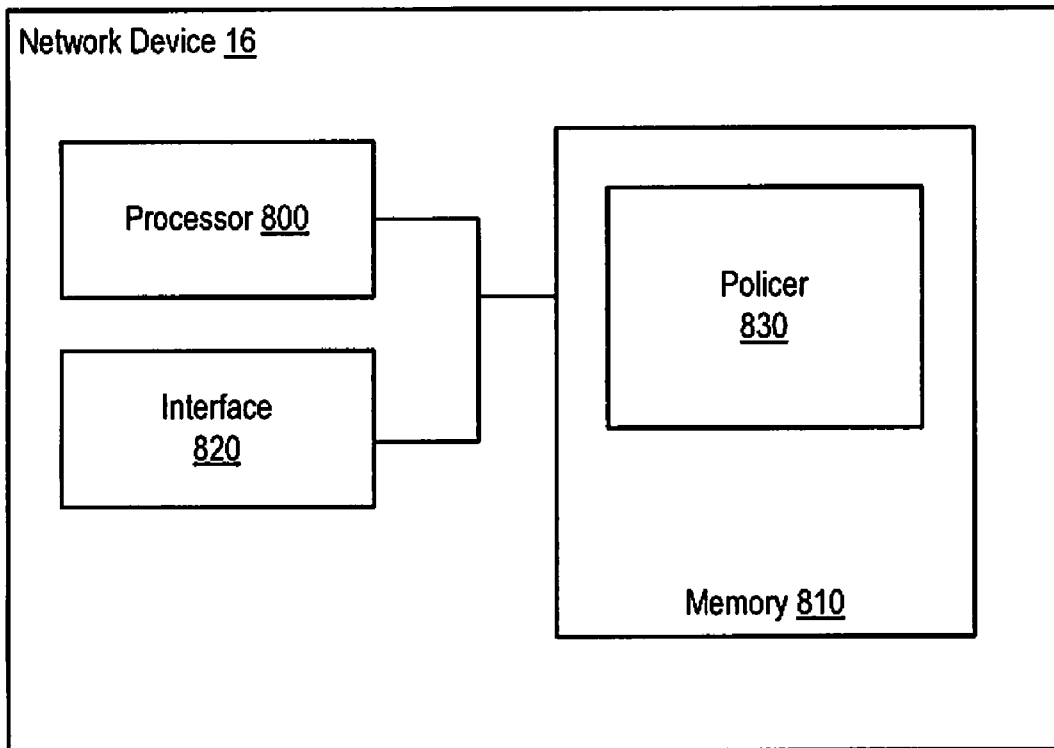 Network Device 16
Processor 800
Policer
830
Interface
820
Memory 810